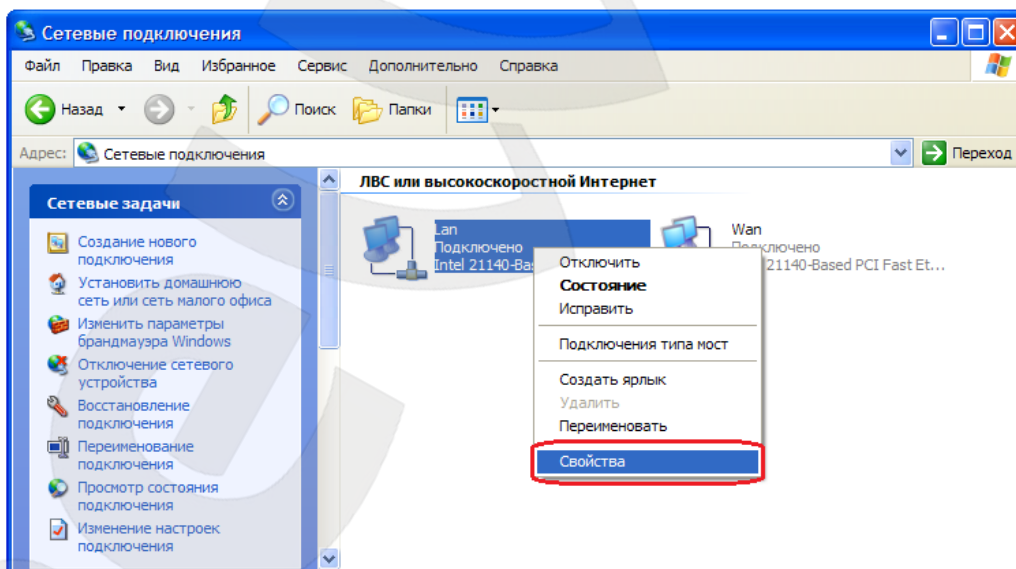 Сетевые подключения
Файл Правка Вид Избранное Сервис Дополнительно Справка
Назад Поиск Папки
Адрес: Сетевые подключения Переход
Сетевые задачи
Создание нового
подключения
Установить домашнюю
сеть или сеть малого офиса
Изменить параметры
брандмауэра Windows
Отключение сетевого
устройства
Восстановление
подключения
Переименование
подключения
Просмотр состояния
подключения
Изменение настроек
подключения
ЛВС или высокоскоростной Интернет
Lan
Подключено
Intel 21140-Ba
Wan
Подключено
21140-Based PCI Fast Et...
Отключить
Состояние
Исправить
Подключения типа мост
Создать ярлык
Удалить
Переименовать
Свойства